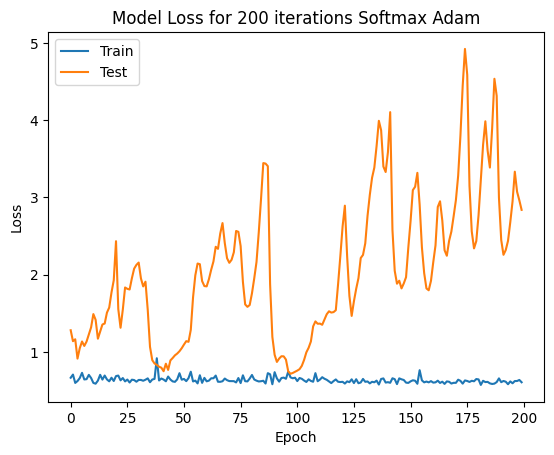 Model Loss for 200 iterations Softmax Adam
Train
Test
5
4
3
2
1
Loss
0 25 50 75 100 125 150 175 200
Epoch